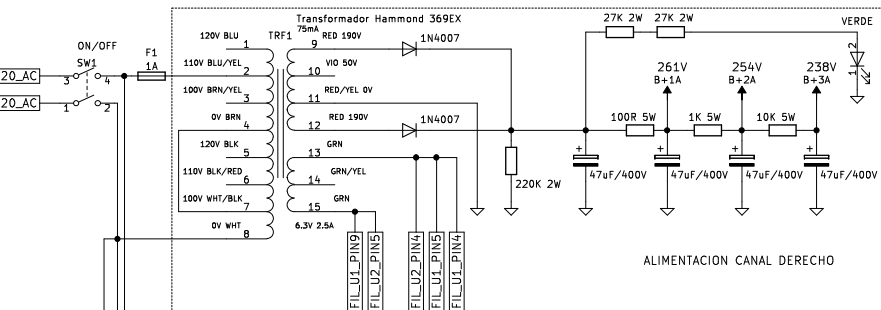 Transformador Hammond 369EX
75mA
TRF1
27K 2W
27K 2W
VERDE
120V BLU
1
9
RED 190V
1N4007
2
1
ON/OFF
SW1
F1
1A
110V BLU/YEL
2
10
VIO 50V
261V
B+1A
254V
B+2A
238V
B+3A
20_AC
3
4
100V BRN/YEL
3
11
RED/YEL 0V
20_AC
1
2
0V BRN
4
12
RED 190V
1N4007
100R 5W
1K 5W
10K 5W
120V BLK
5
13
GRN
+
+
+
+
110V BLK/RED
6
14
GRN/YEL
220K 2W
47uF/400V
47uF/400V
47uF/400V
47uF/400V
100V WHT/BLK
7
15
GRN
0V WHT
8
6.3V 2.5A
FIL_U1_PIN9
FIL_U2_PIN5
FIL_U2_PIN4
FIL_U1_PIN5
FIL_U1_PIN4
ALIMENTACION CANAL DERECHO